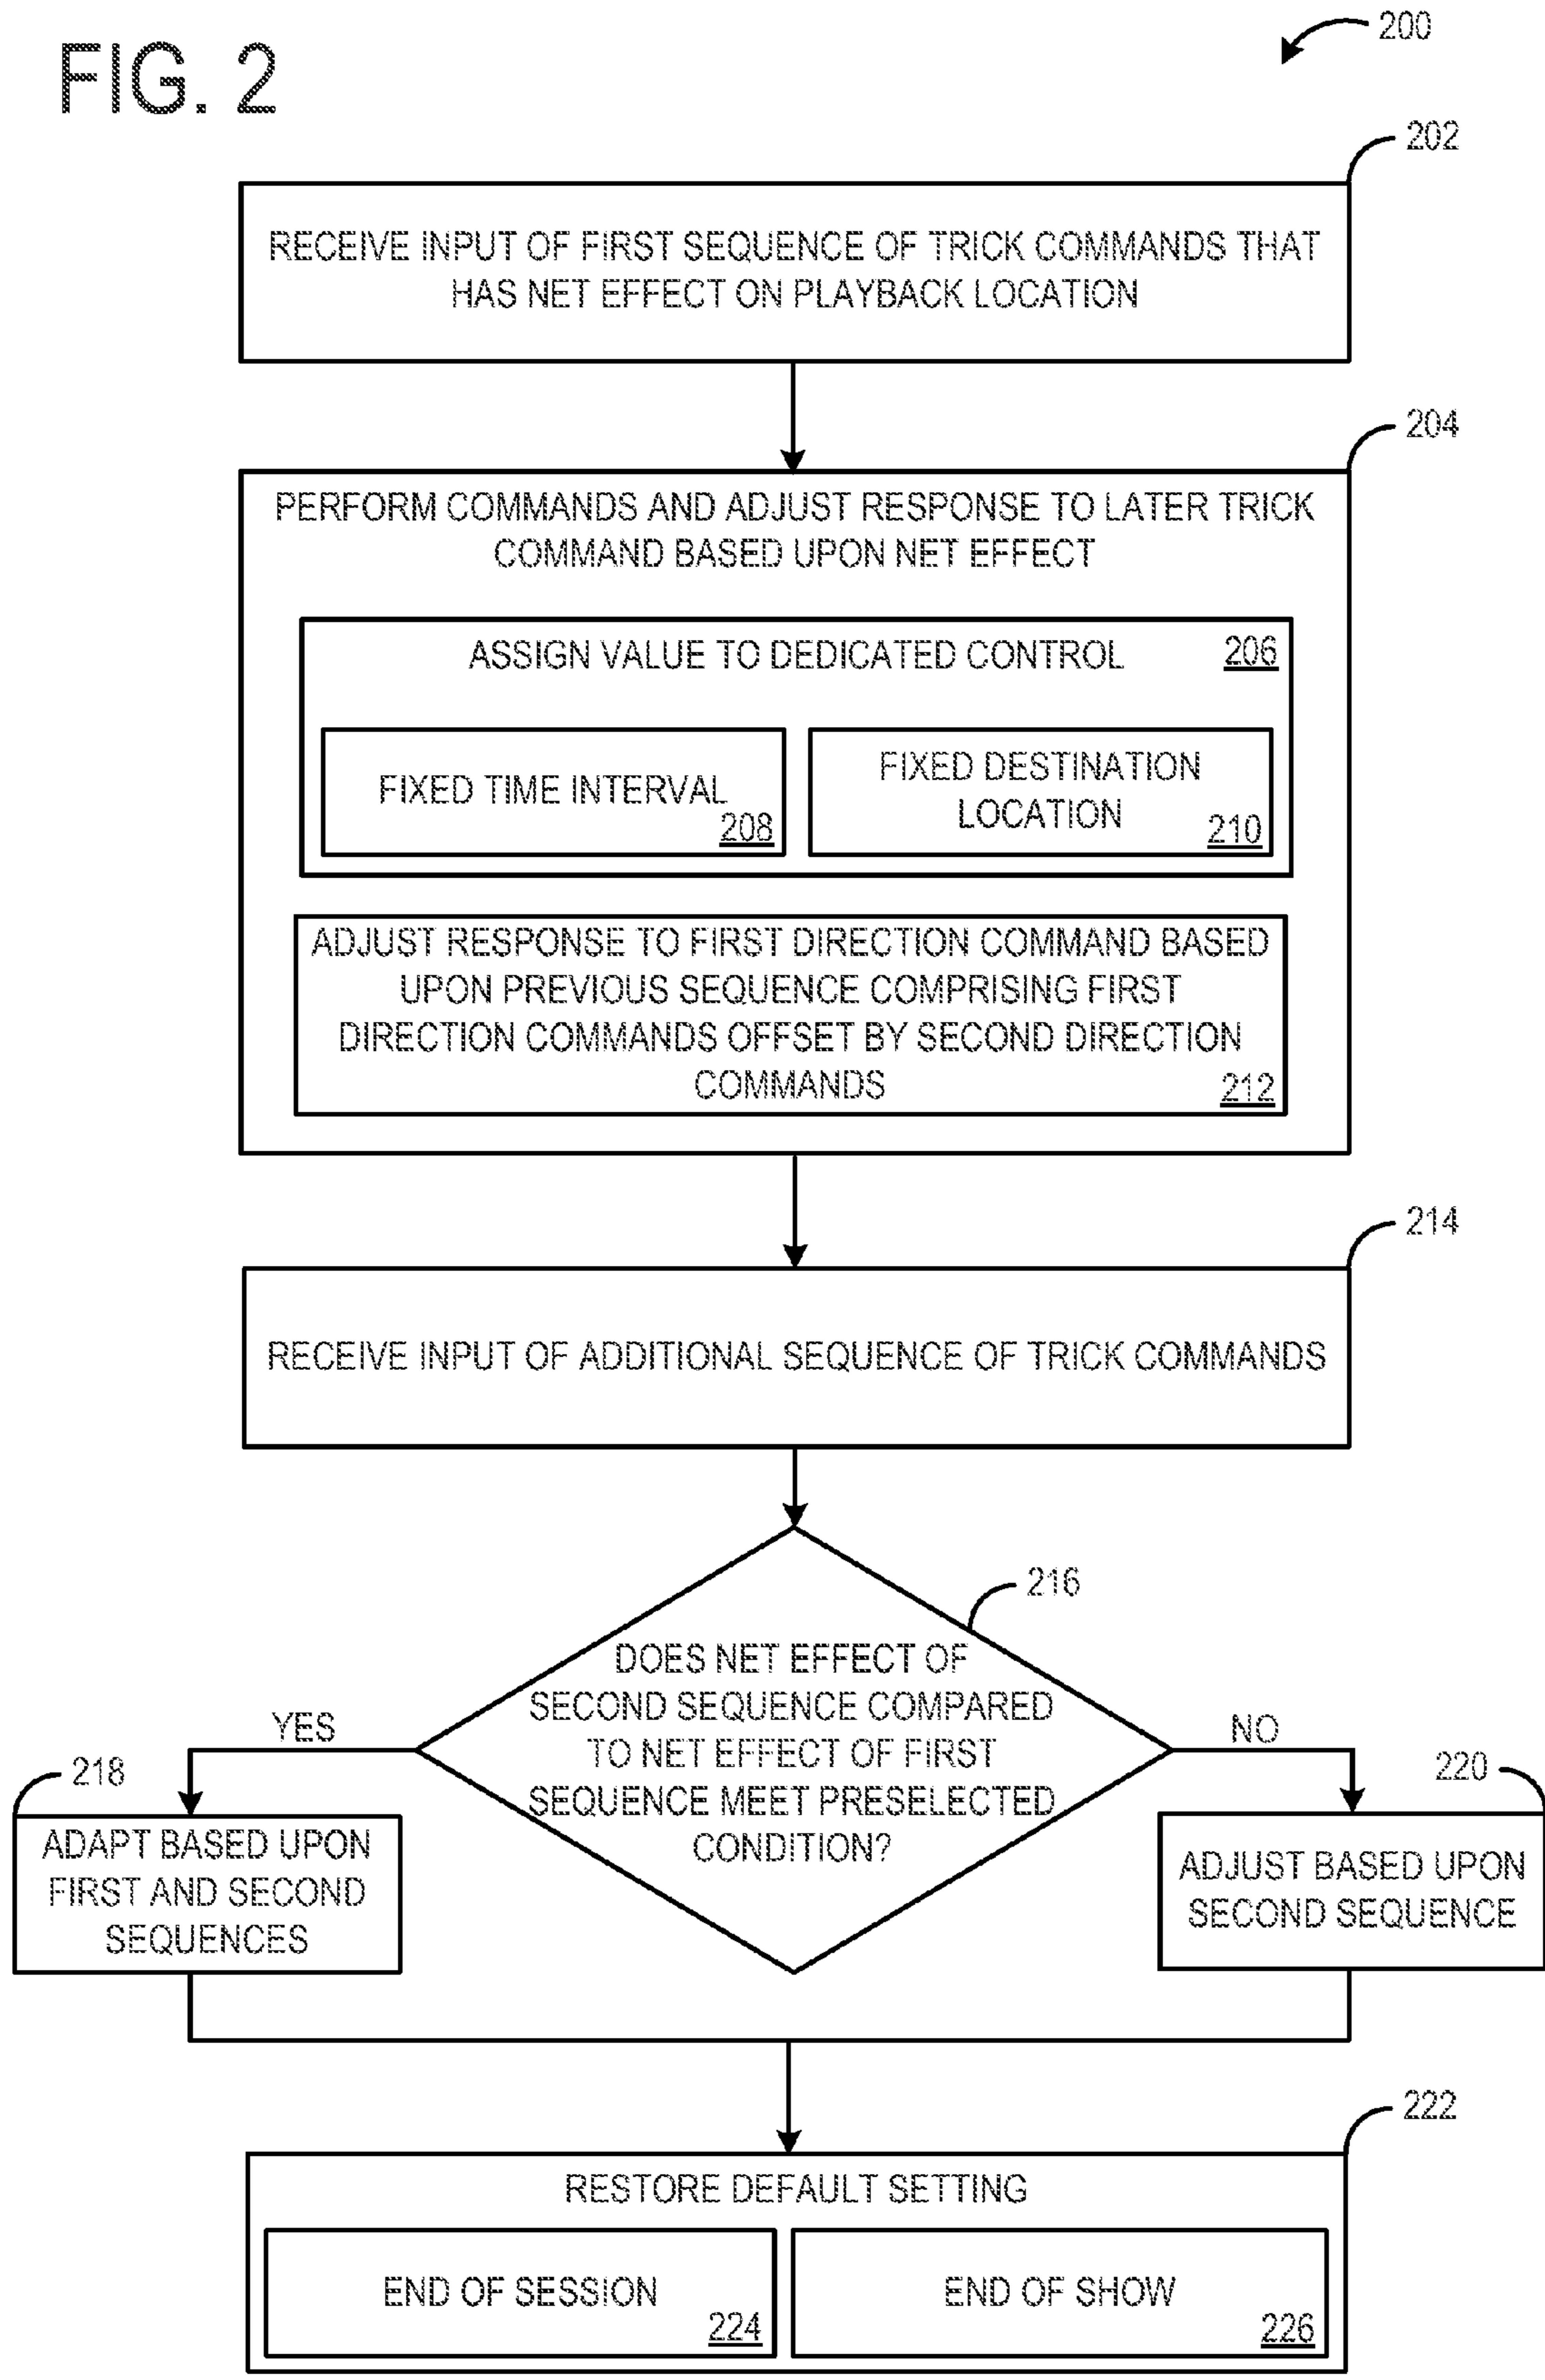 FIG. 2
200
202
RECEIVE INPUT OF FIRST SEQUENCE OF TRICK COMMANDS THAT
HAS NET EFFECT ON PLAYBACK LOCATION
204
PERFORM COMMANDS AND ADJUST RESPONSE TO LATER TRICK
COMMAND BASED UPON NET EFFECT
ASSIGN VALUE TO DEDICATED CONTROL
206
FIXED TIME INTERVAL
208
FIXED DESTINATION
LOCATION
210
ADJUST RESPONSE TO FIRST DIRECTION COMMAND BASED
UPON PREVIOUS SEQUENCE COMPRISING FIRST
DIRECTION COMMANDS OFFSET BY SECOND DIRECTION
COMMANDS
212
214
RECEIVE INPUT OF ADDITIONAL SEQUENCE OF TRICK COMMANDS
216
DOES NET EFFECT OF
SECOND SEQUENCE COMPARED
TO NET EFFECT OF FIRST
SEQUENCE MEET PRESELECTED
CONDITION?
YES
NO
218
ADAPT BASED UPON
FIRST AND SECOND
SEQUENCES
220
ADJUST BASED UPON
SECOND SEQUENCE
222
RESTORE DEFAULT SETTING
END OF SESSION
224
END OF SHOW
226